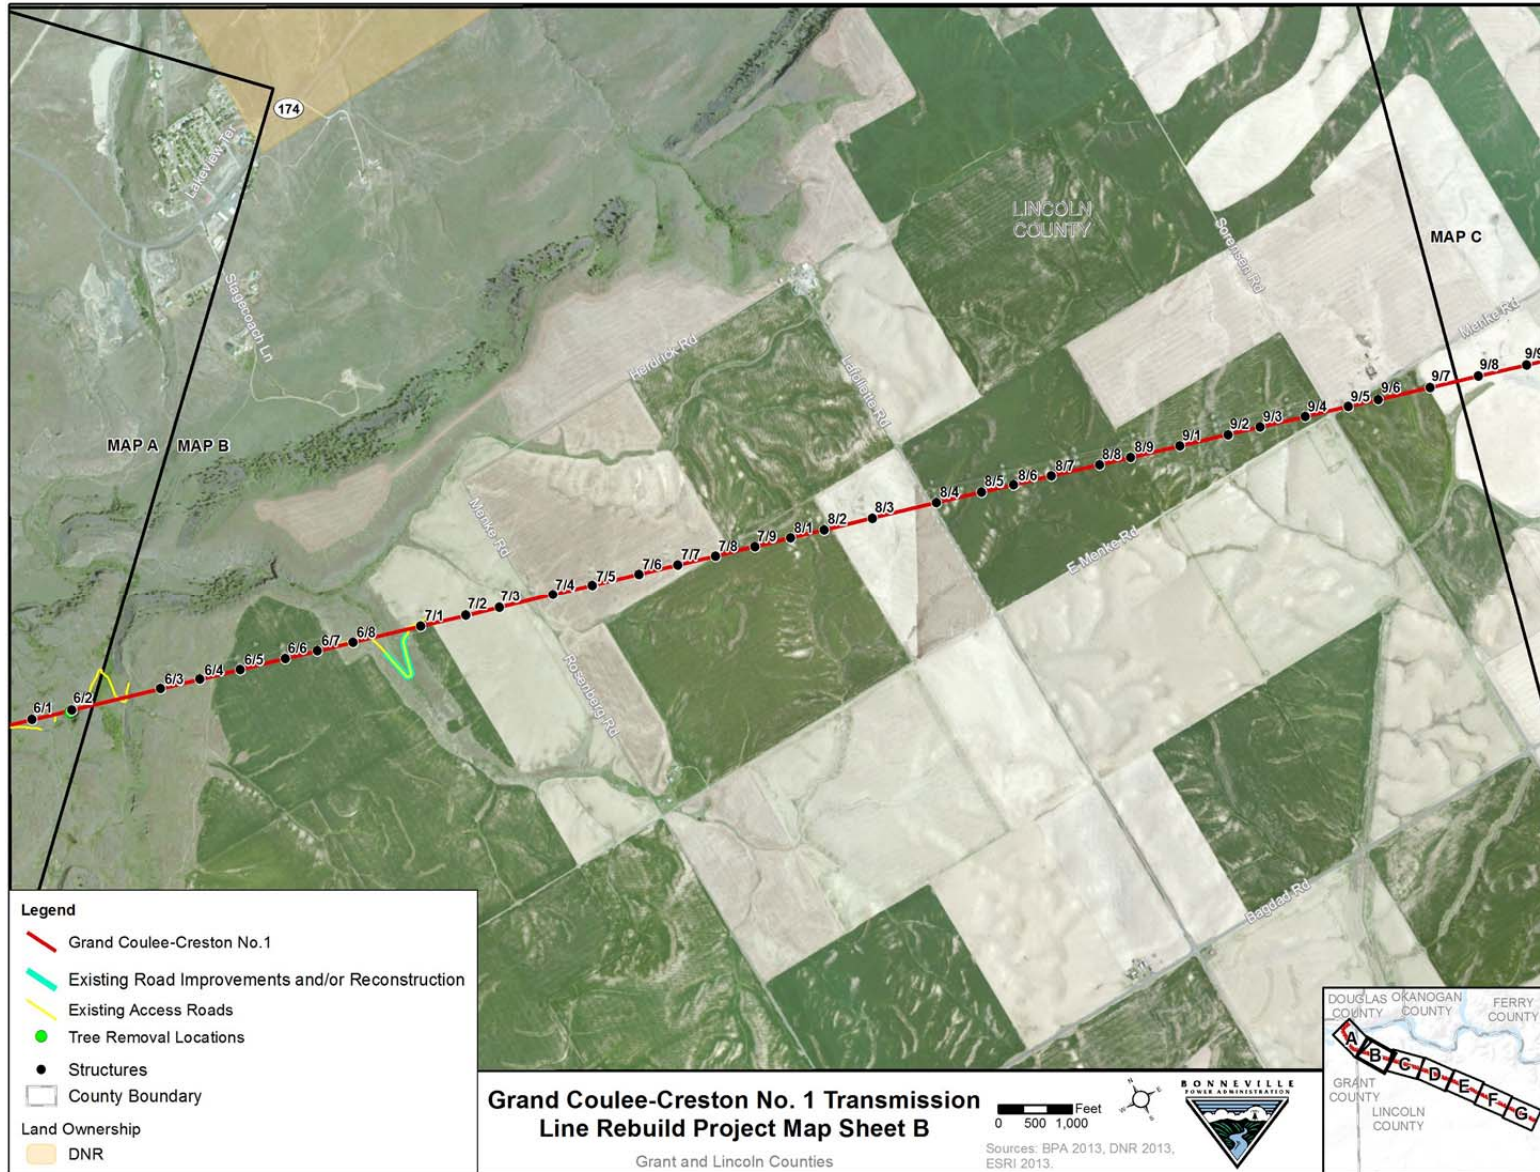 174
Lakeview Ter
Stagecoach Ln
LINCOLN
COUNTY
Sorenson Rd
MAP C
Menke Rd
Herdrick Rd
Lafollette Rd
MAP A
MAP B
Menke Rd
E Menke Rd
Rosenberg Rd
Bagdad Rd
6/1
6/2
6/3
6/4
6/5
6/6
6/7
6/8
7/1
7/2
7/3
7/4
7/5
7/6
7/7
7/8
7/9
8/1
8/2
8/3
8/4
8/5
8/6
8/7
8/8
8/9
9/1
9/2
9/3
9/4
9/5
9/6
9/7
9/8
9/9
Legend
Grand Coulee-Creston No.1
Existing Road Improvements and/or Reconstruction
Existing Access Roads
Tree Removal Locations
Structures
County Boundary
Land Ownership
DNR
Grand Coulee-Creston No. 1 Transmission
Line Rebuild Project Map Sheet B
Grant and Lincoln Counties
Feet
0 500 1,000
Sources: BPA 2013, DNR 2013,
ESRI 2013.
N
E
S
W
BONNEVILLE
POWER ADMINISTRATION
DOUGLAS
COUNTY
OKANOGAN
COUNTY
FERRY
COUNTY
GRANT
COUNTY
LINCOLN
COUNTY
A
B
C
D
E
F
G